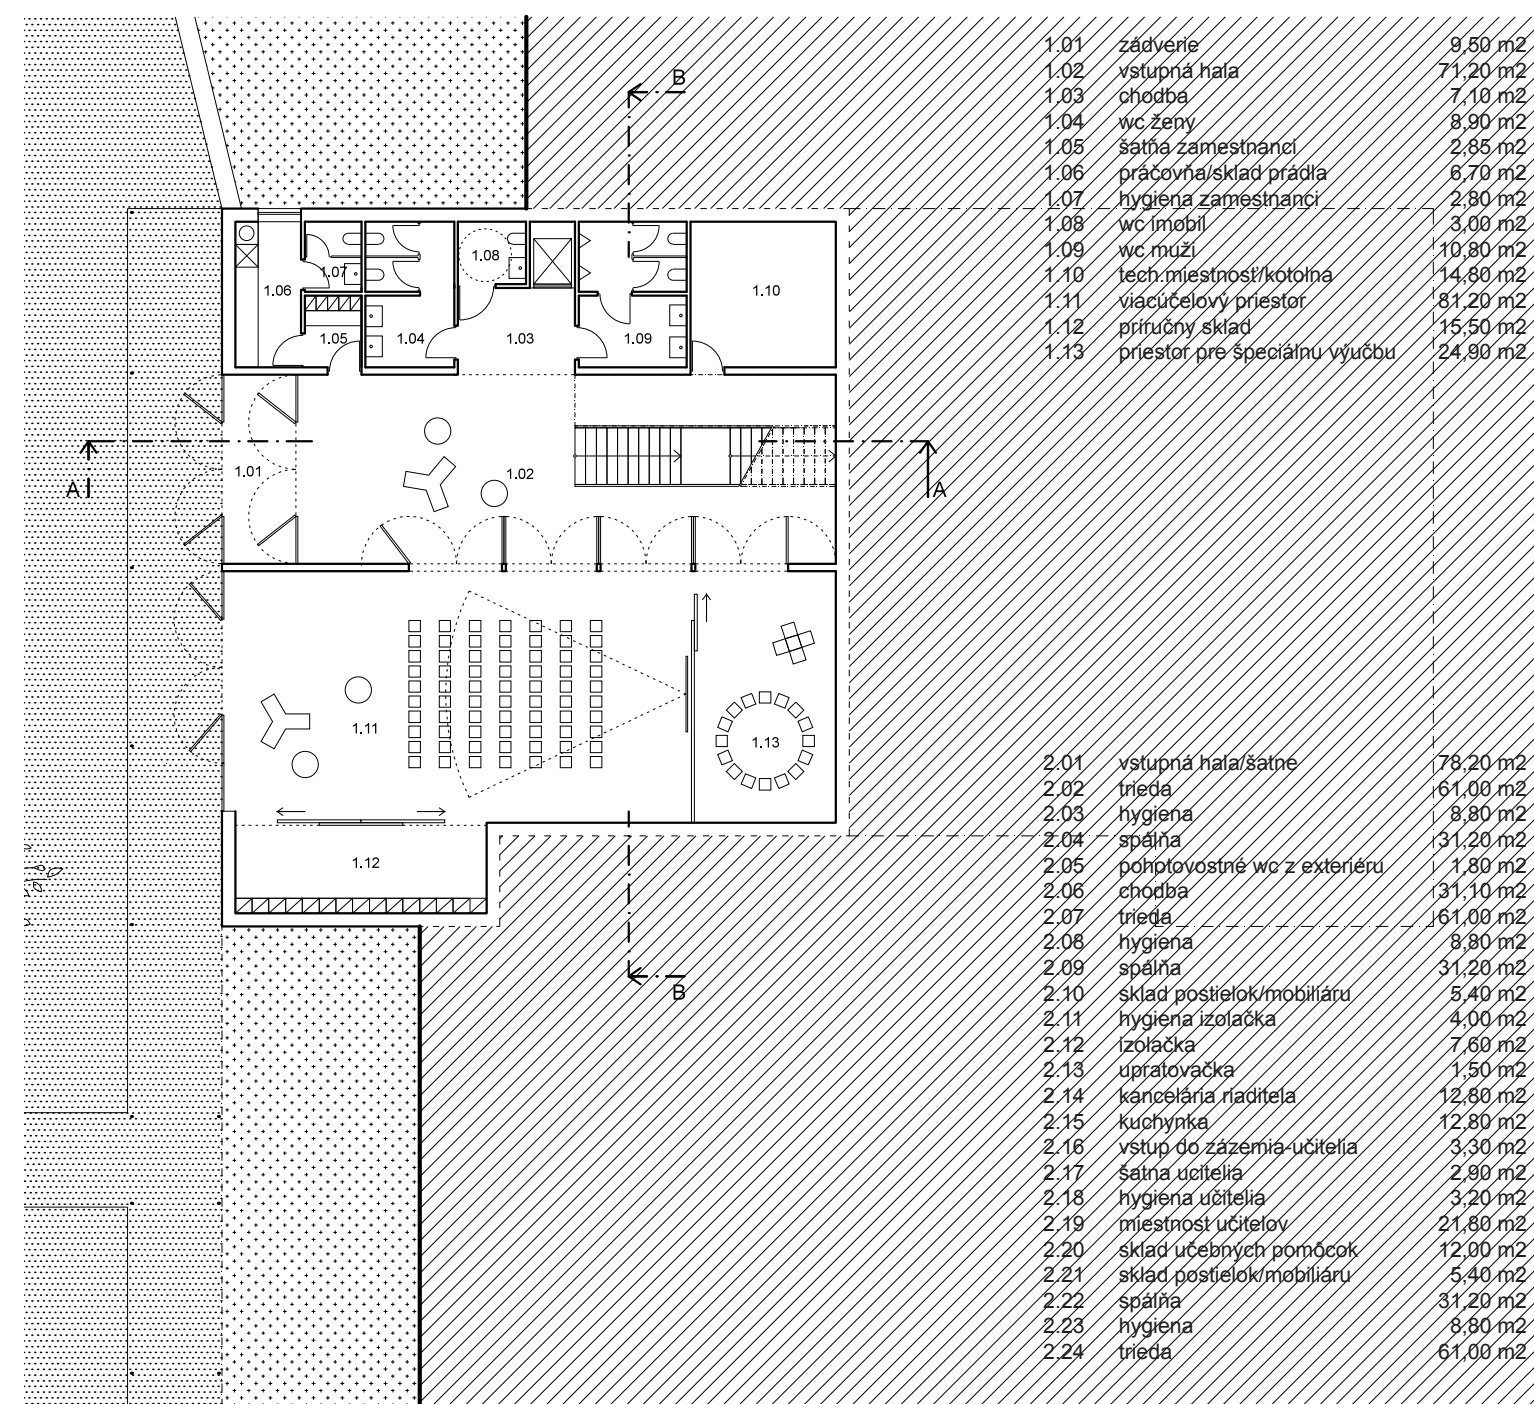 1.01 zádverie 9,50 m2
1.02 vstupná hala 71,20 m2
1.03 chodba 7,10 m2
1.04 wc ženy 8,90 m2
1.05 šatňa zamestnanci 2,85 m2
1.06 práčovňa/sklad prádla 6,70 m2
1.07 hygiena zamestnanci 2,80 m2
1.08 wc imobil 3,00 m2
1.09 wc muži 10,80 m2
1.10 tech.miestnosť/kotolna 14,80 m2
1.11 viacúčelový priestor 81,20 m2
1.12 príručny sklad 15,50 m2
1.13 priestor pre špeciálnu výučbu 24,90 m2
B
1.08
1.07
1.06
1.10
1.05
1.04
1.03
1.09
1.01
1.02
A
A
1.11
1.13
1.12
B
2.01 vstupná hala/šatne 78,20 m2
2.02 trieda 61,00 m2
2.03 hygiena 8,80 m2
2.04 spálňa 31,20 m2
2.05 pohotovostné wc z exteriéru 1,80 m2
2.06 chodba 31,10 m2
2.07 trieda 61,00 m2
2.08 hygiena 8,80 m2
2.09 spálňa 31,20 m2
2.10 sklad postielok/mobiliáru 5,40 m2
2.11 hygiena izolačka 4,00 m2
2.12 izolačka 7,60 m2
2.13 upratovačka 1,50 m2
2.14 kancelária riaditela 12,80 m2
2.15 kuchynka 12,80 m2
2.16 vstup do zázemia-učitelia 3,30 m2
2.17 šatna ucitelia 2,90 m2
2.18 hygiena učitelia 3,20 m2
2.19 miestnost učitelov 21,80 m2
2.20 sklad učebných pomôcok 12,00 m2
2.21 sklad postielok/mobiliáru 5,40 m2
2.22 spálňa 31,20 m2
2.23 hygiena 8,80 m2
2.24 trieda 61,00 m2